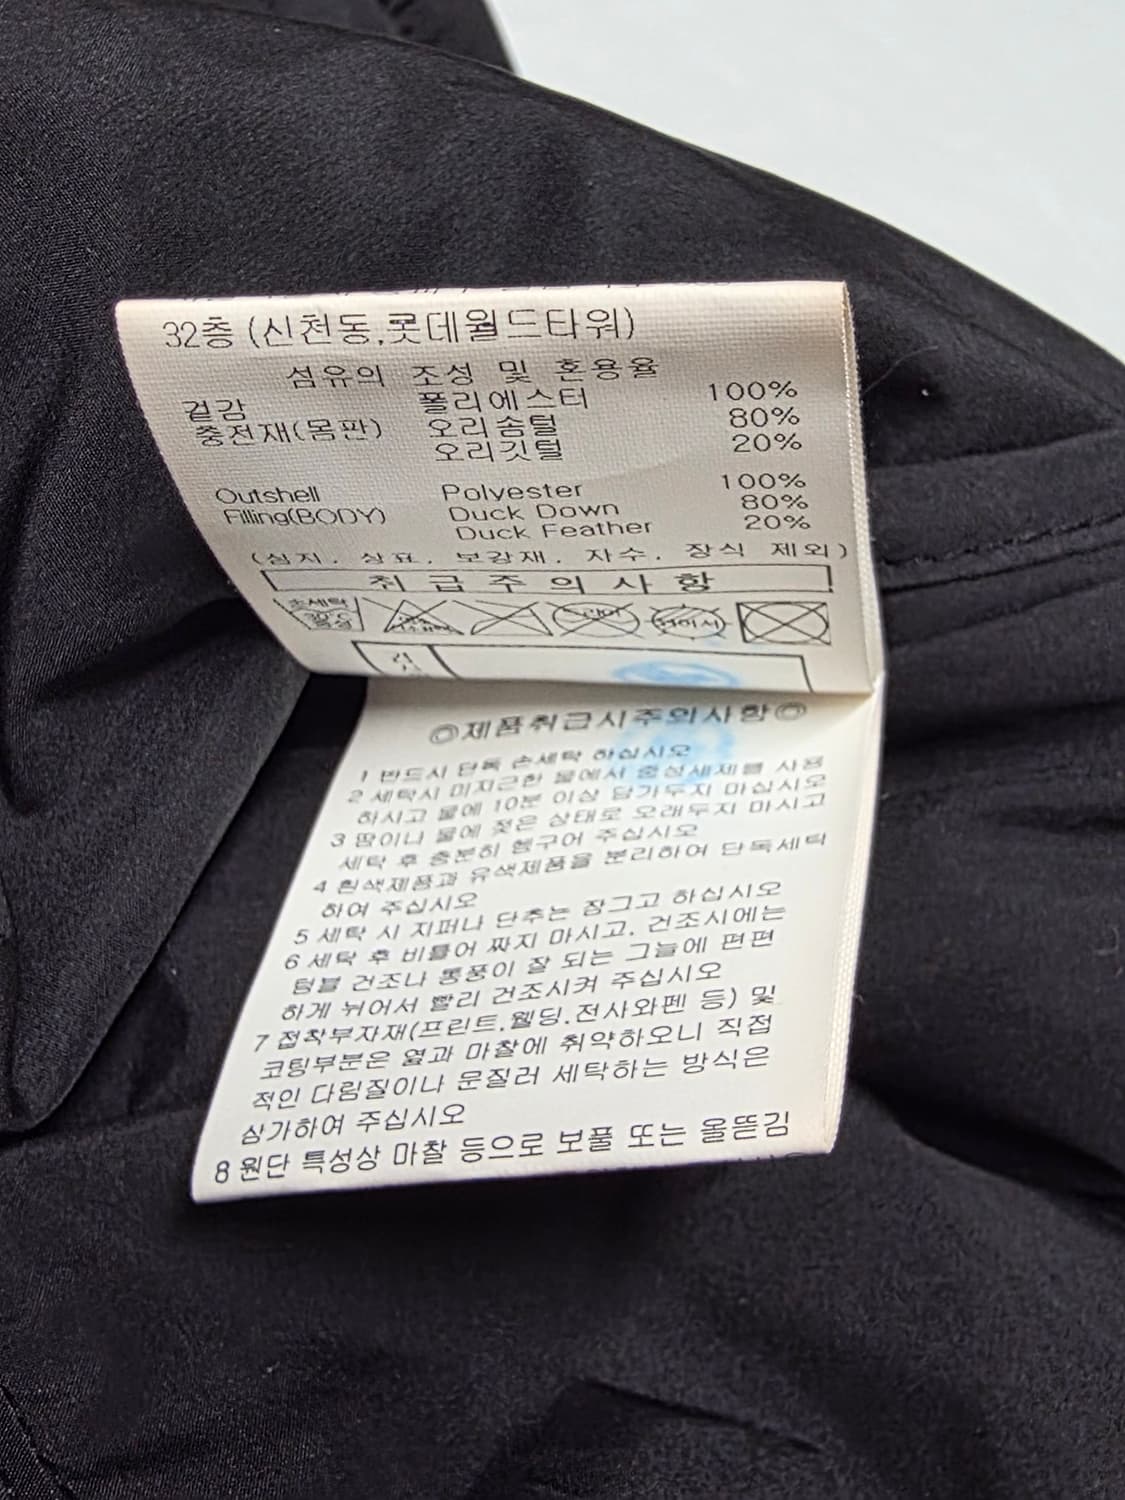 32층 (신천동,롯데월드타워)
섬유의 조성 및 혼용율
겉감 폴리에스터 100%
충전재(몸판) 오리솜털 80%
오리깃털 20%
Outshell Polyester 100%
Filling(BODY) Duck Down 80%
Duck Feather 20%
(심지, 상표, 보강재, 자수, 장식 제외)
취급주의사항
손세탁
뉘어서
◎제품취급시주의사항◎
1 반드시 단독 손세탁 하십시오
2 세탁시 미지근한 물에서 중성세제를 사용
하시고 물에 10분 이상 담가두지 마십시오
3 땀이나 물에 젖은 상태로 오래두지 마시고
세탁 후 충분히 헹구어 주십시오
4 흰색제품과 유색제품을 분리하여 단독세탁
하여 주십시오
5 세탁 시 지퍼나 단추는 잠그고 하십시오
6 세탁 후 비틀어 짜지 마시고, 건조시에는
텀블 건조나 통풍이 잘 되는 그늘에 편편
하게 뉘어서 빨리 건조시켜 주십시오
7 접착부자재(프린트,웰딩,전사와펜 등) 및
코팅부분은 열과 마찰에 취약하오니 직접
적인 다림질이나 문질러 세탁하는 방식은
삼가하여 주십시오
8 원단 특성상 마찰 등으로 보풀 또는 올뜯김